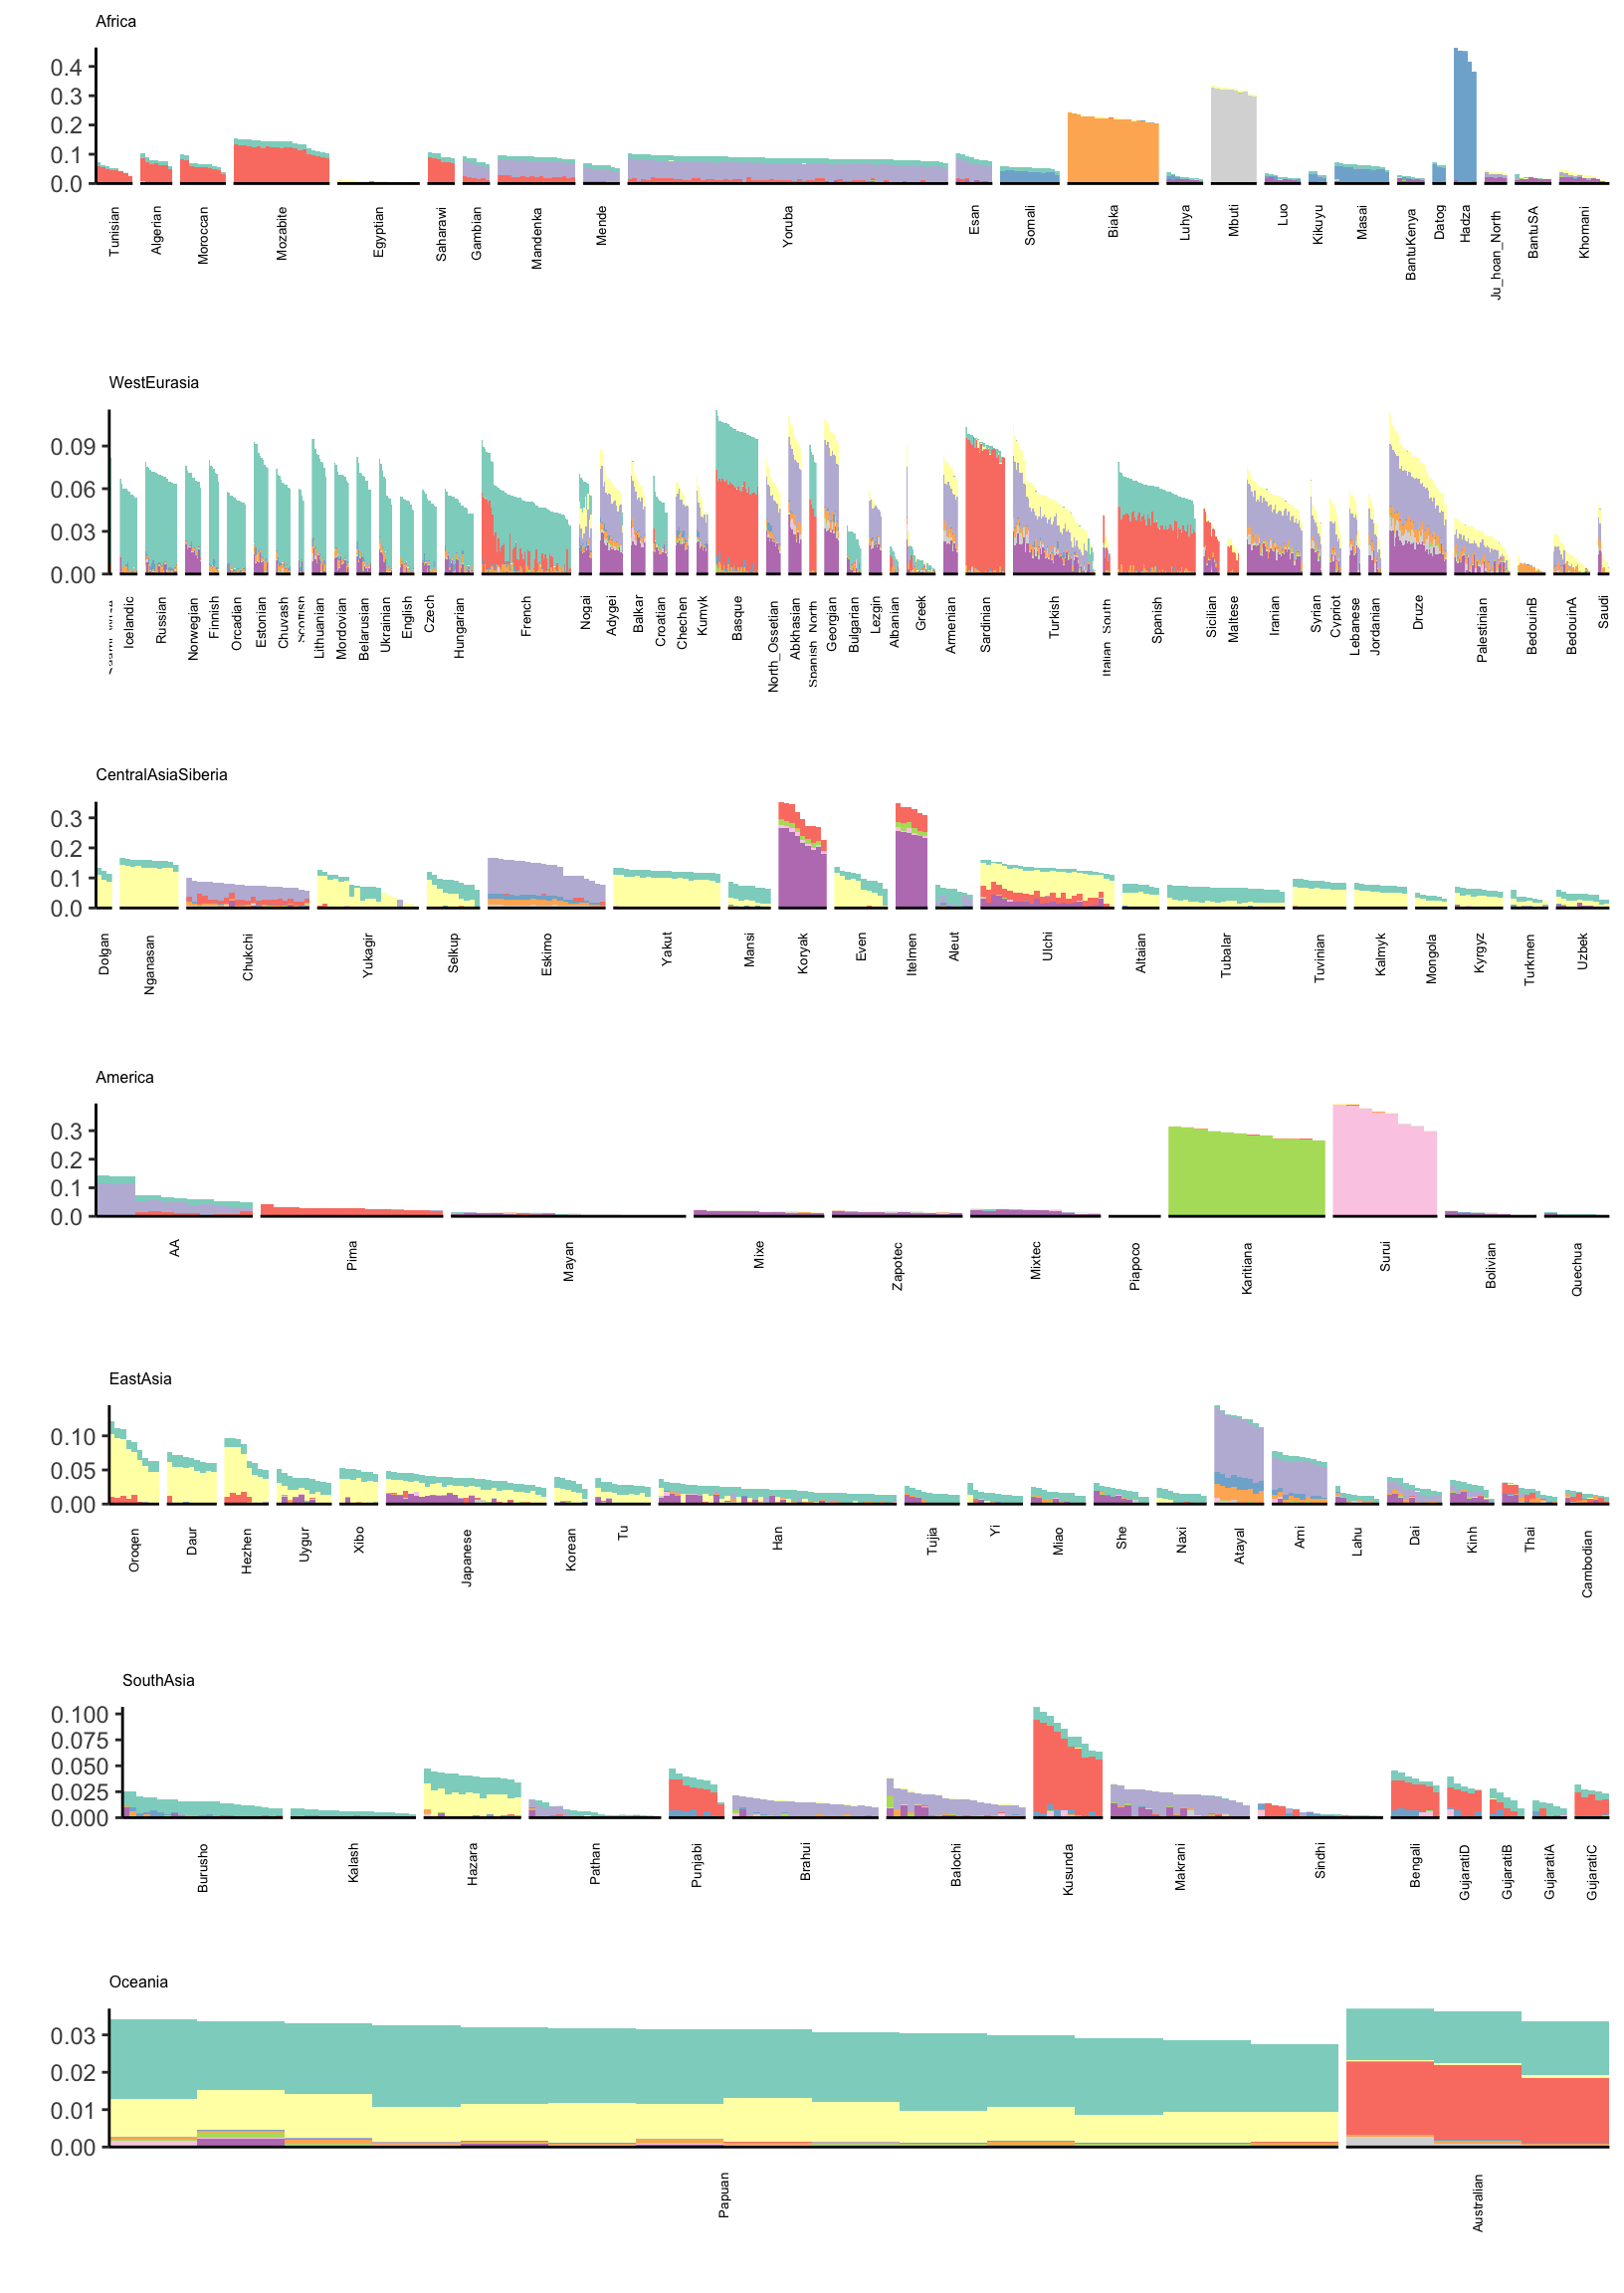 Africa
0.4
0.3
0.2
0.1
0.0
Tunisian
Algerian
Moroccan
Mozabite
Egyptian
Saharawi
Gambian
Mandenka
Mende
Yoruba
Esan
Somali
Biaka
Luhya
Mbuti
Luo
Kikuyu
Masai
BantuKenya
Datog
Hadza
Ju_hoan_North
BantuSA
Khomani
WestEurasia
0.09
0.06
0.03
0.00
Icelandic
Russian
Norwegian
Finnish
Orcadian
Estonian
Chuvash
Scottish
Lithuanian
Mordovian
Belarusian
Ukrainian
English
Czech
Hungarian
French
Nogai
Adygei
Balkar
Croatian
Chechen
Kumyk
Basque
North_Ossetian
Abkhasian
Spanish_North
Georgian
Bulgarian
Lezgin
Albanian
Greek
Armenian
Sardinian
Turkish
Italian_South
Spanish
Sicilian
Maltese
Iranian
Syrian
Cypriot
Lebanese
Jordanian
Druze
Palestinian
BedouinB
BedouinA
Saudi
CentralAsiaSiberia
0.3
0.2
0.1
0.0
Dolgan
Nganasan
Chukchi
Yukagir
Selkup
Eskimo
Yakut
Mansi
Koryak
Even
Itelmen
Aleut
Ulchi
Altaian
Tubalar
Tuvinian
Kalmyk
Mongola
Kyrgyz
Turkmen
Uzbek
America
0.3
0.2
0.1
0.0
AA
Pima
Mayan
Mixe
Zapotec
Mixtec
Piapoco
Karitiana
Surui
Bolivian
Quechua
EastAsia
0.10
0.05
0.00
Oroqen
Daur
Hezhen
Uygur
Xibo
Japanese
Korean
Tu
Han
Tujia
Yi
Miao
She
Naxi
Atayal
Ami
Lahu
Dai
Kinh
Thai
Cambodian
SouthAsia
0.100
0.075
0.050
0.025
0.000
Burusho
Kalash
Hazara
Pathan
Punjabi
Brahui
Balochi
Kusunda
Makrani
Sindhi
Bengali
GujaratiD
GujaratiB
GujaratiA
GujaratiC
Oceania
0.03
0.02
0.01
0.00
Papuan
Australian